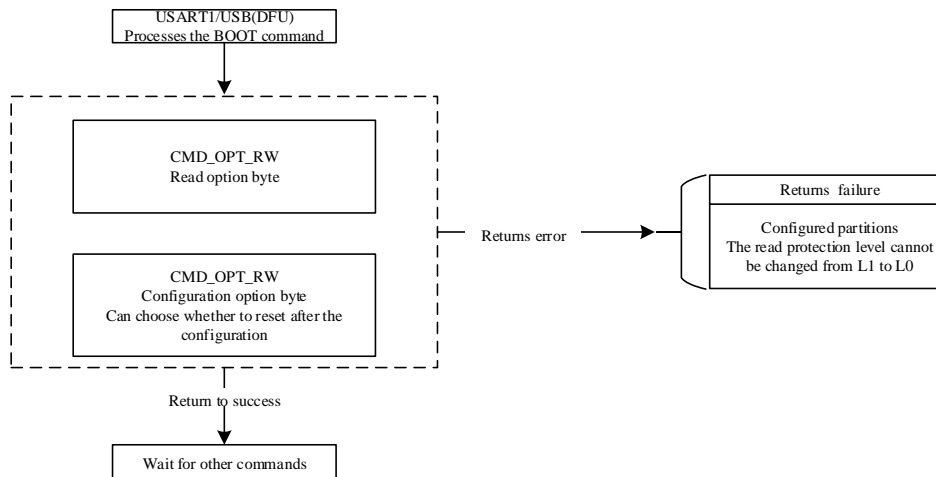 USART1/USB(DFU)
Processes the BOOT command
CMD_OPT_RW
Read option byte
CMD_OPT_RW
Configuration option byte
Can choose whether to reset after the
configuration
Returns error
Returns failure
Configured partitions
The read protection level cannot
be changed from L1 to L0
Return to success
Wait for other commands